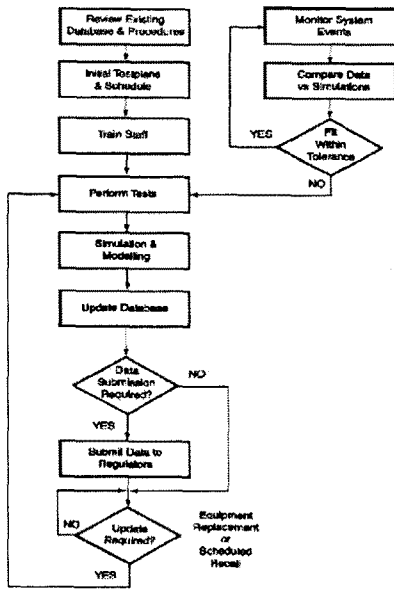 Review Existing
Database & Procedures
Initial Testplans
& Schedule
Train Staff
Perform Tests
Simulation &
Modelling
Update Database
Data
Submission
Required?
NO
YES
Submit Data to
Regulators
NO
Update
Required?
YES
Equipment
Replacement
or
Scheduled
Recall
Monitor System
Events
Compare Data
vs Simulations
YES
Fit
Within
Tolerance
NO